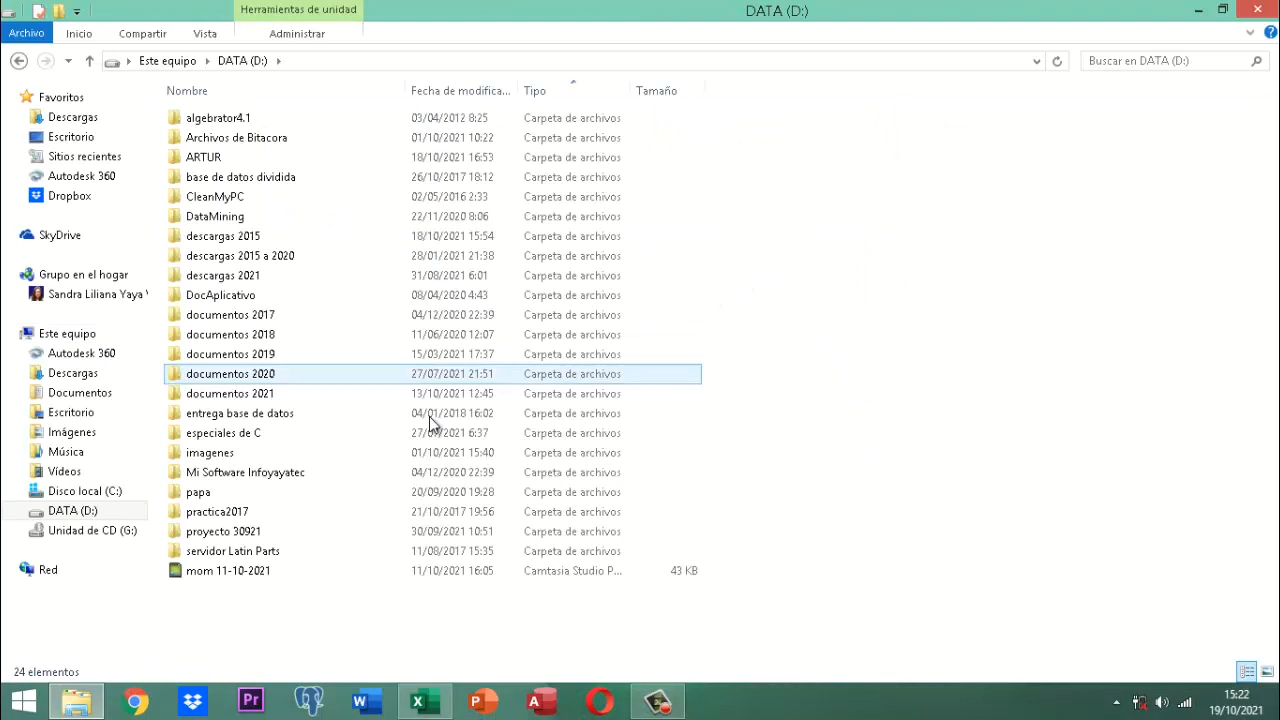 Herramientas de unidad
DATA (D:)
Archivo Inicio Compartir Vista Administrar
Este equipo DATA (D:) Buscar en DATA (D:)
Nombre Fecha de modifica... Tipo Tamaño
Favoritos
Descargas
Escritorio
Sitios recientes
Autodesk 360
Dropbox
SkyDrive
Grupo en el hogar
Sandra Liliana Yaya
Este equipo
Autodesk 360
Descargas
Documentos
Escritorio
Imágenes
Música
Vídeos
Disco local (C:)
DATA (D:)
Unidad de CD (G:)
Red
algebrator4.1 03/04/2012 8:25 Carpeta de archivos
Archivos de Bitacora 01/10/2021 10:22 Carpeta de archivos
ARTUR 18/10/2021 16:53 Carpeta de archivos
base de datos dividida 26/10/2017 18:12 Carpeta de archivos
CleanMyPC 02/05/2016 2:33 Carpeta de archivos
DataMining 22/11/2020 8:06 Carpeta de archivos
descargas 2015 18/10/2021 15:54 Carpeta de archivos
descargas 2015 a 2020 28/01/2021 21:38 Carpeta de archivos
descargas 2021 31/08/2021 6:01 Carpeta de archivos
DocAplicativo 08/04/2020 4:43 Carpeta de archivos
documentos 2017 04/12/2020 22:39 Carpeta de archivos
documentos 2018 11/06/2020 12:07 Carpeta de archivos
documentos 2019 15/03/2021 17:37 Carpeta de archivos
documentos 2020 27/07/2021 21:51 Carpeta de archivos
documentos 2021 13/10/2021 12:45 Carpeta de archivos
entrega base de datos 04/01/2018 16:02 Carpeta de archivos
especiales de C 6:37 Carpeta de archivos
imagenes 01/10/2021 15:40 Carpeta de archivos
Mi Software Infoyayatec 04/12/2020 22:39 Carpeta de archivos
papa 20/09/2020 19:28 Carpeta de archivos
practica2017 21/10/2017 19:56 Carpeta de archivos
proyecto 30921 30/09/2021 10:51 Carpeta de archivos
servidor Latin Parts 11/08/2017 15:35 Carpeta de archivos
mom 11-10-2021 11/10/2021 16:05 Camtasia Studio P... 43 KB
24 elementos
15:22
19/10/2021